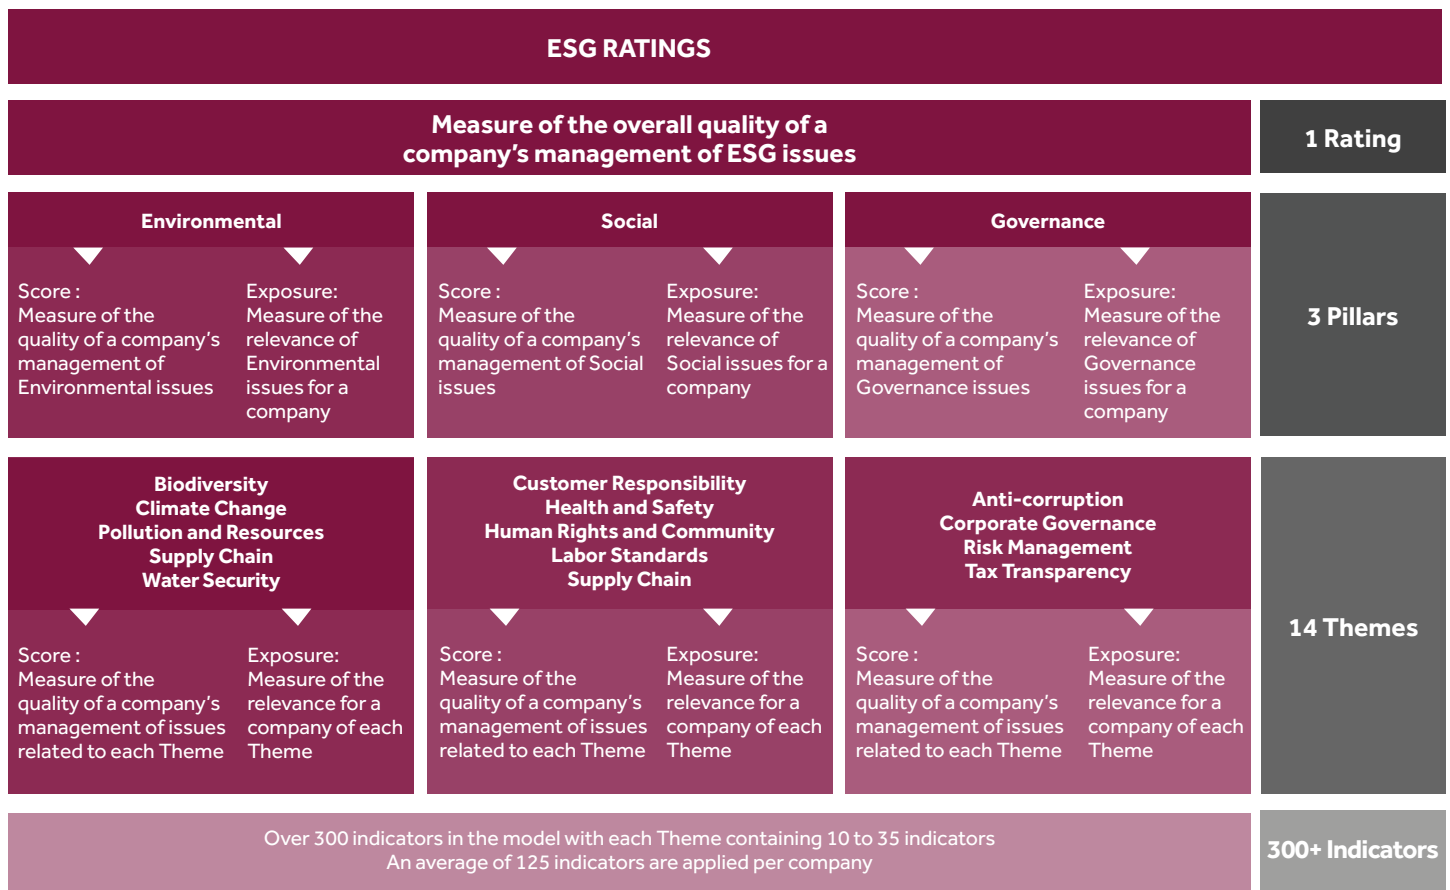 ESG RATINGS
Measure of the overall quality of a
company's management of ESG issues
1 Rating
Environmental
Score :
Measure of the
quality of a company's
management of
Environmental issues
Exposure:
Measure of the
relevance of
Environmental
issues for a
company
Social
Score :
Measure of the
quality of a company's
management of Social
issues
Exposure:
Measure of the
relevance of
Social issues for a
company
Governance
Score :
Measure of the
quality of a company's
management of
Governance issues
Exposure:
Measure of the
relevance of
Governance
issues for a
company
3 Pillars
Biodiversity
Climate Change
Pollution and Resources
Supply Chain
Water Security
Score :
Measure of the
quality of a company's
management of issues
related to each Theme
Exposure:
Measure of the
relevance for a
company of each
Theme
Customer Responsibility
Health and Safety
Human Rights and Community
Labor Standards
Supply Chain
Score :
Measure of the
quality of a company's
management of issues
related to each Theme
Exposure:
Measure of the
relevance for a
company of each
Theme
Anti-corruption
Corporate Governance
Risk Management
Tax Transparency
Score :
Measure of the
quality of a company's
management of issues
related to each Theme
Exposure:
Measure of the
relevance for a
company of each
Theme
14 Themes
Over 300 indicators in the model with each Theme containing 10 to 35 indicators
An average of 125 indicators are applied per company
300+ Indicators